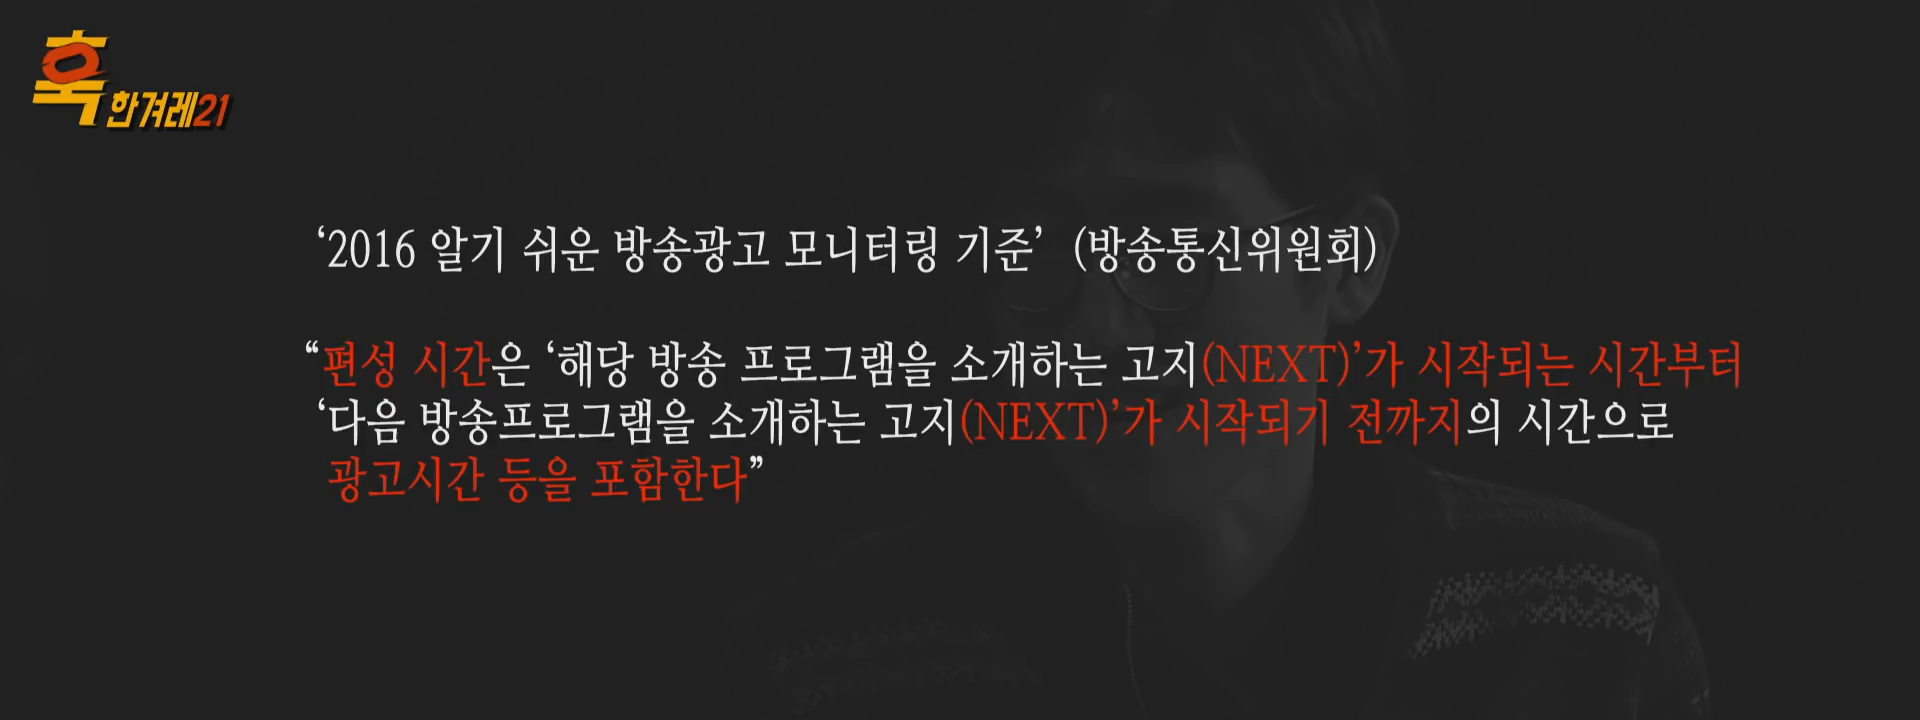 훅
한겨레21
‘2016 알기 쉬운 방송광고 모니터링 기준’ (방송통신위원회)
“편성 시간은 ‘해당 방송 프로그램을 소개하는 고지(NEXT)’가 시작되는 시간부터
‘다음 방송프로그램을 소개하는 고지(NEXT)’가 시작되기 전까지의 시간으로
광고시간 등을 포함한다”